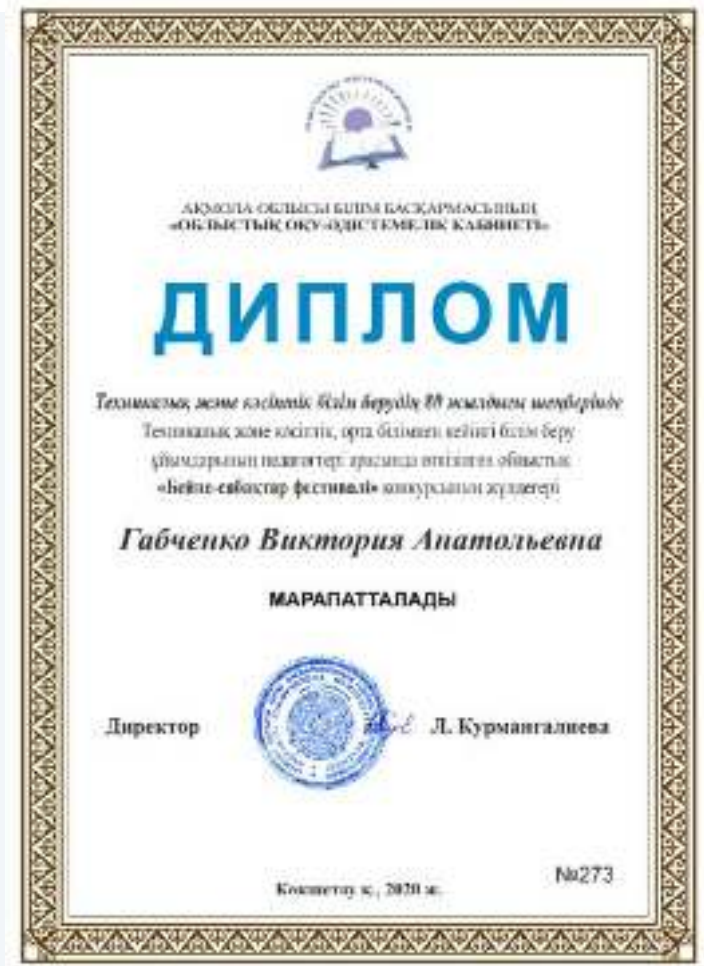 АҚМОЛА ОБЛЫСЫ БІЛІМ БАСҚАРМАСЫНЫҢ
«ОБЛЫСТЫҚ ОҚУ-ӘДІСТЕМЕЛІК КАБИНЕТІ»
ДИПЛОМ
Техникалық және кәсіптік білім берудің 80 жылдығы шеңберінде
Техникалық және кәсіптік, орта білімнен кейінгі білім беру
ұйымдарының педагогтері арасында өткізілген облыстық
«Бейне-сабақтар фестивалі» конкурсының жүлдегері
Габченко Виктория Анатольевна
МАРАПАТТАЛАДЫ
Директор
Л. Курмангалиева
№273
Көкшетау қ., 2020 ж.